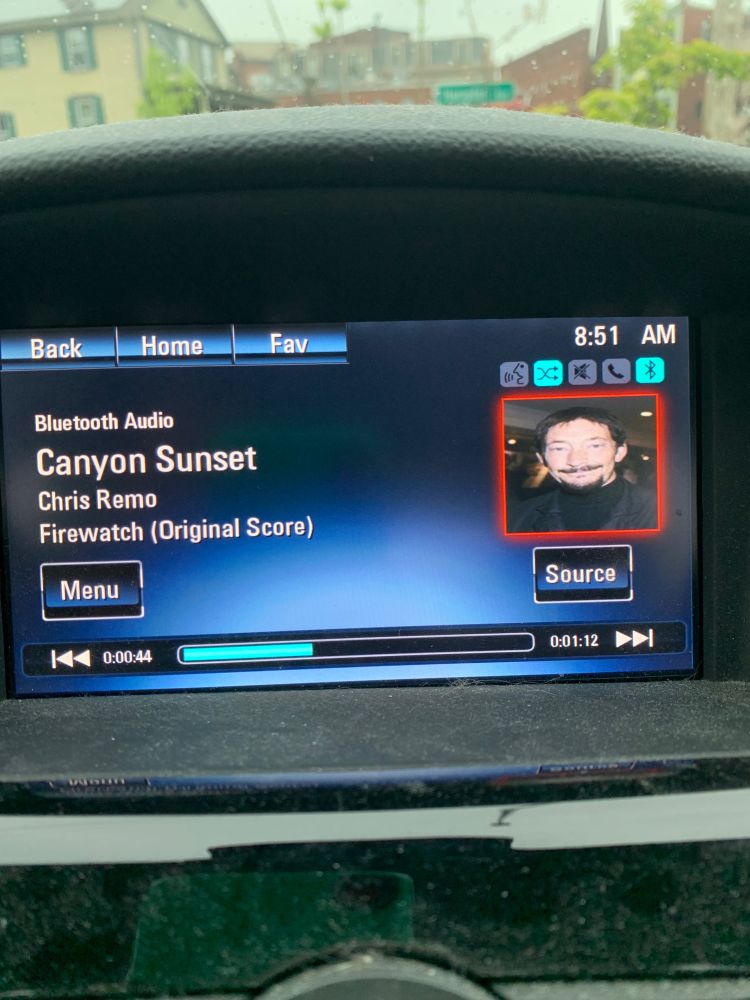 Back Home Fav 8:51 AM
Bluetooth Audio
Canyon Sunset
Chris Remo
Firewatch (Original Score)
Menu Source
0:00:44 0:01:12